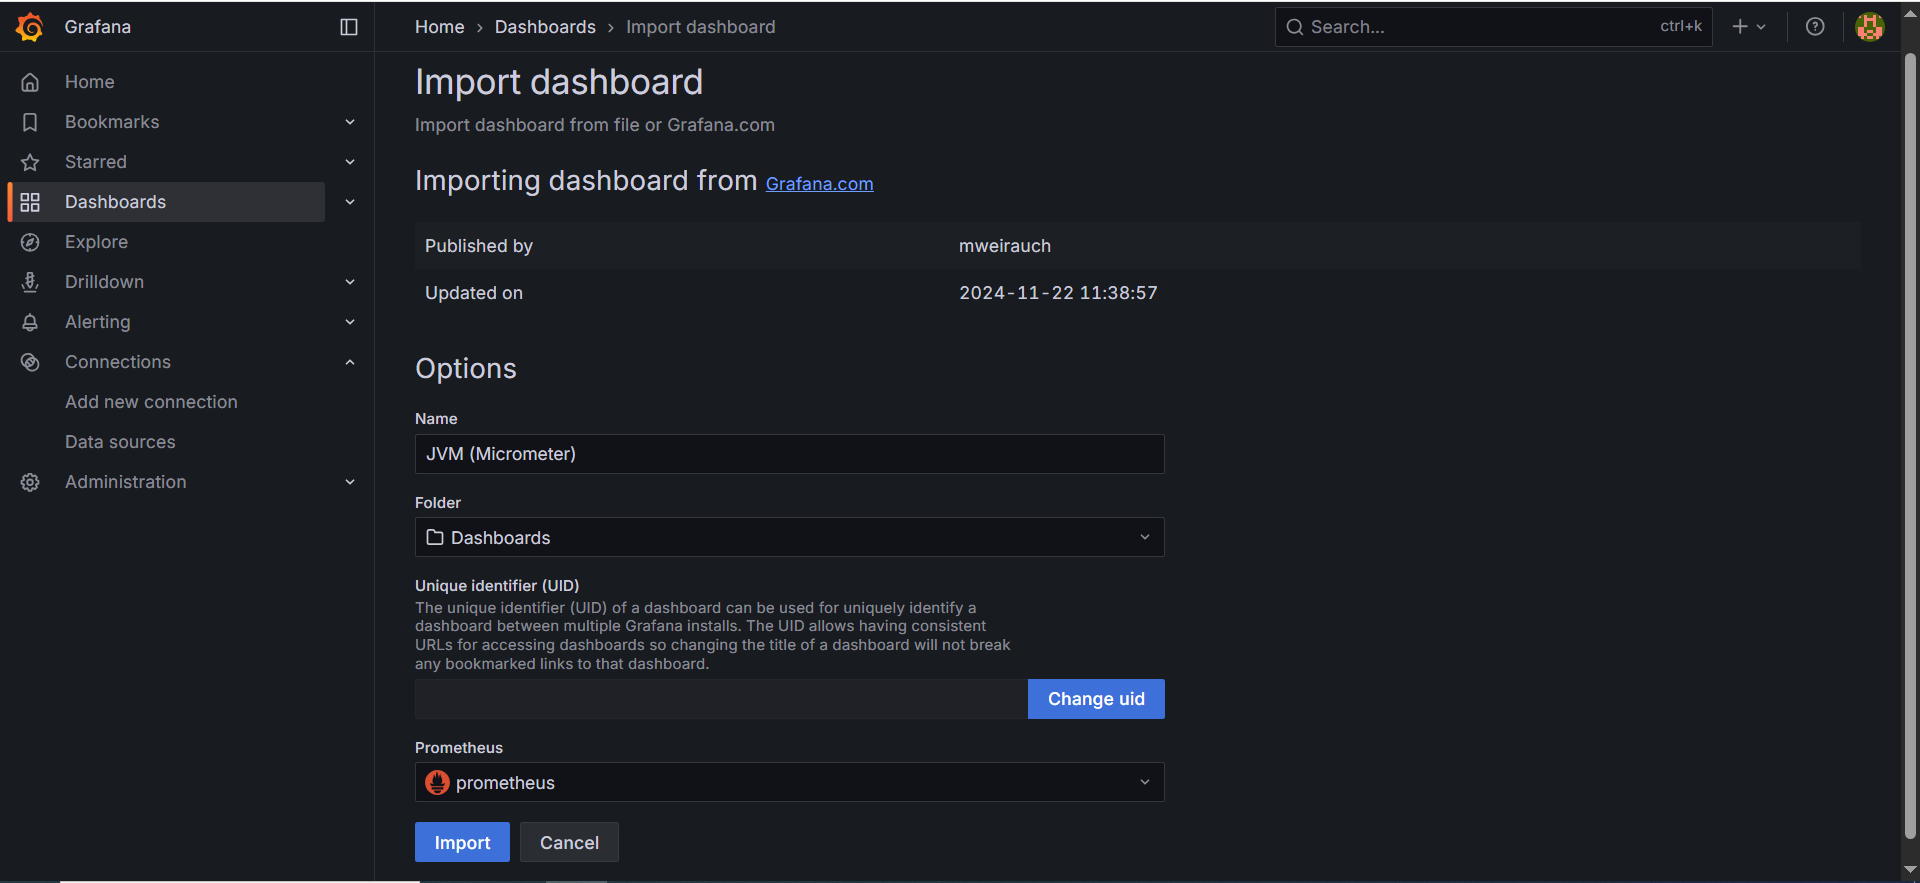 Grafana
Home
Bookmarks
Starred
Dashboards
Explore
Drilldown
Alerting
Connections
Add new connection
Data sources
Administration
Home › Dashboards › Import dashboard
Search... ctrl+k
Import dashboard
Import dashboard from file or Grafana.com
Importing dashboard from Grafana.com
Published by mweirauch
Updated on 2024-11-22 11:38:57
Options
Name
JVM (Micrometer)
Folder
Dashboards
Unique identifier (UID)
The unique identifier (UID) of a dashboard can be used for uniquely identify a
dashboard between multiple Grafana installs. The UID allows having consistent
URLs for accessing dashboards so changing the title of a dashboard will not break
any bookmarked links to that dashboard.
Change uid
Prometheus
prometheus
Import Cancel